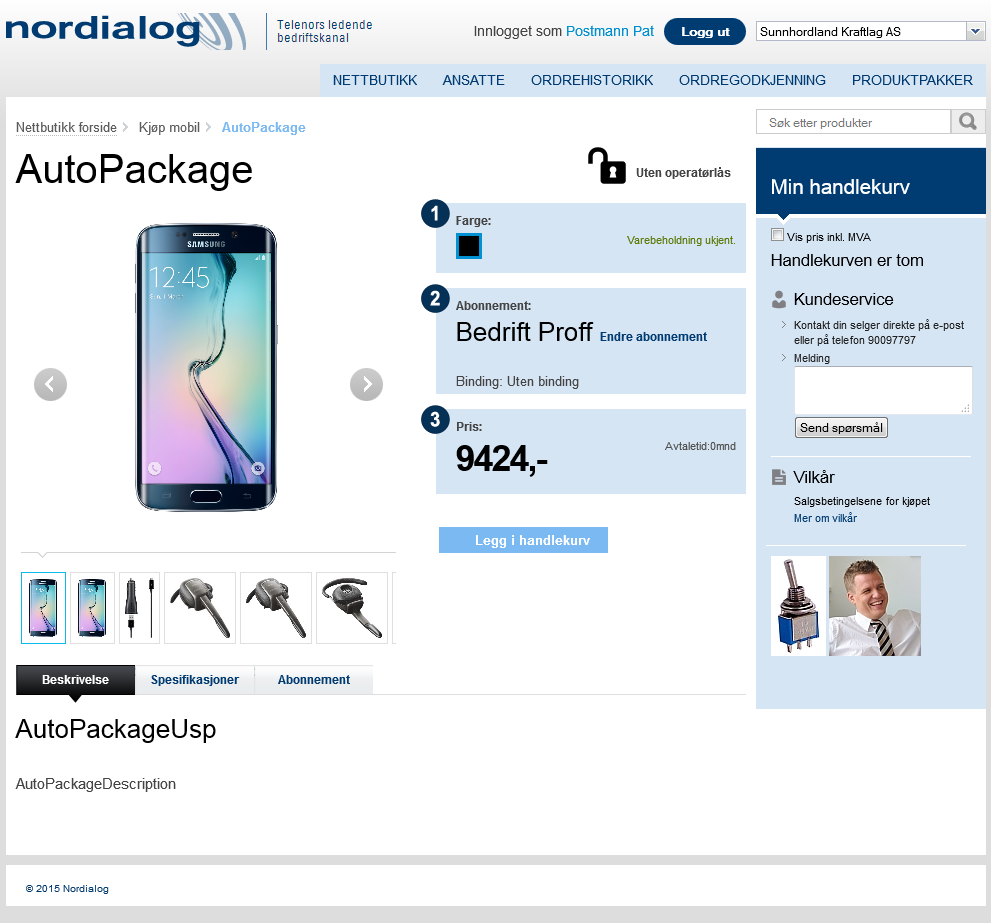 nordialog
Telenors ledende
bedriftskanal
Innlogget som Postmann Pat
Logg ut
Sunnhordland Kraftlag AS
NETTBUTIKK ANSATTE ORDREHISTORIKK ORDREGODKJENNING PRODUKTPAKKER
Nettbutikk forside Kjøp mobil AutoPackage
Søk etter produkter
AutoPackage
Uten operatørlås
SAMSUNG
12:45
1
Farge:
Varebeholdning ukjent.
2
Abonnement:
Bedrift Proff Endre abonnement
Binding: Uten binding
3
Pris:
9424,-
Avtaletid:0mnd
Legg i handlekurv
Beskrivelse Spesifikasjoner Abonnement
AutoPackageUsp
AutoPackageDescription
Min handlekurv
Vis pris inkl. MVA
Handlekurven er tom
Kundeservice
Kontakt din selger direkte på e-post
eller på telefon 90097797
Melding
Send spørsmål
Vilkår
Salgsbetingelsene for kjøpet
Mer om vilkår
© 2015 Nordialog